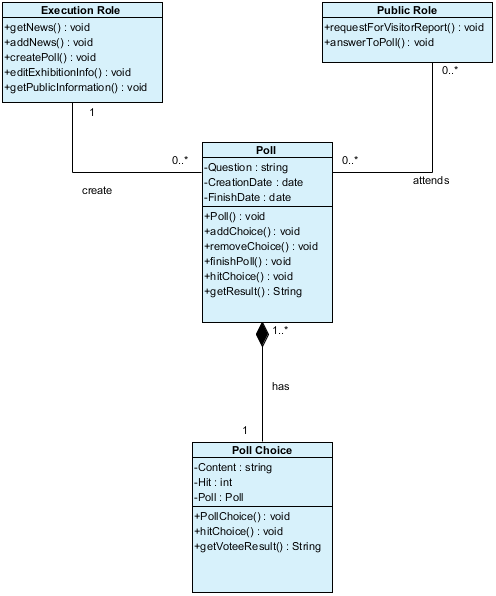 Execution Role
+getNews() : void
+addNews() : void
+createPoll() : void
+editExhibitionInfo() : void
+getPublicInformation() : void
Public Role
+requestForVisitorReport() : void
+answerToPoll() : void
1
0..*
0..*
0..*
create
attends
Poll
-Question : string
-CreationDate : date
-FinishDate : date
+Poll() : void
+addChoice() : void
+removeChoice() : void
+finishPoll() : void
+hitChoice() : void
+getResult() : String
1..*
has
1
Poll Choice
-Content : string
-Hit : int
-Poll : Poll
+PollChoice() : void
+hitChoice() : void
+getVoteeResult() : String